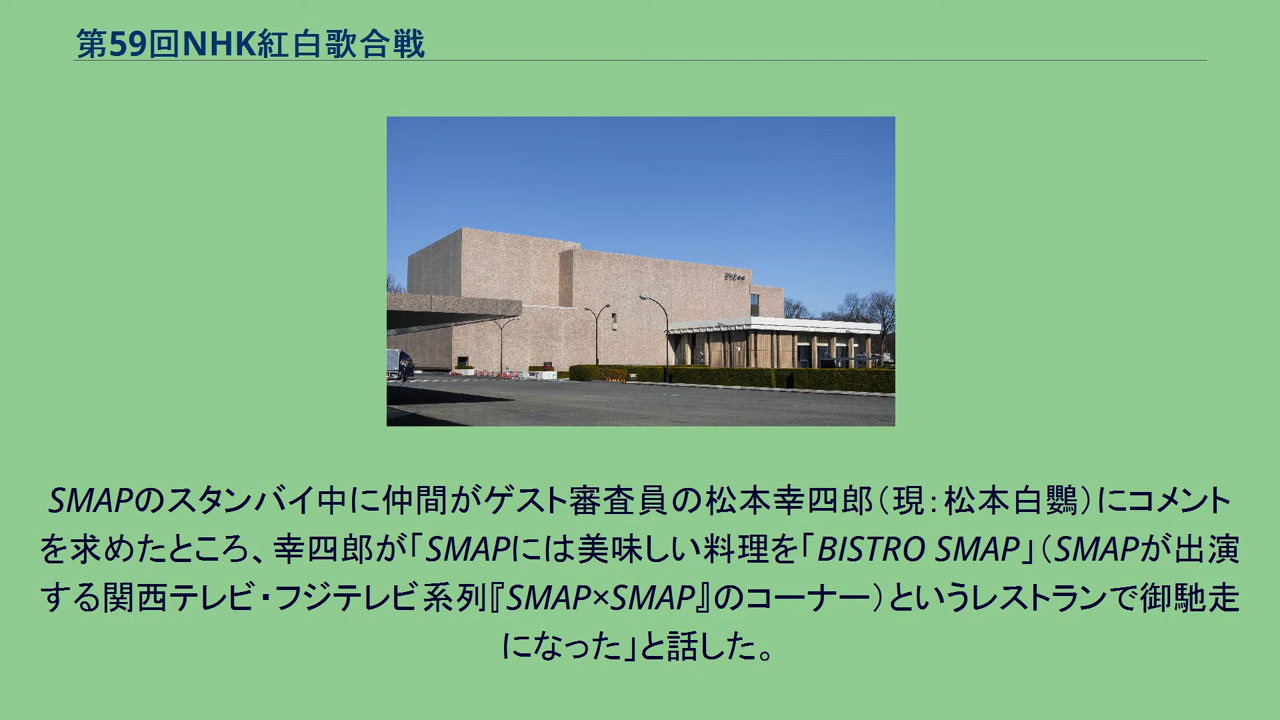 第59回NHK紅白歌合戦
SMAPのスタンバイ中に仲間がゲスト審査員の松本幸四郎（現：松本白鸚）にコメント
を求めたところ、幸四郎が「SMAPには美味しい料理を「BISTRO SMAP」（SMAPが出演
する関西テレビ・フジテレビ系列『SMAP×SMAP』のコーナー）というレストランで御馳走
になった」と話した。